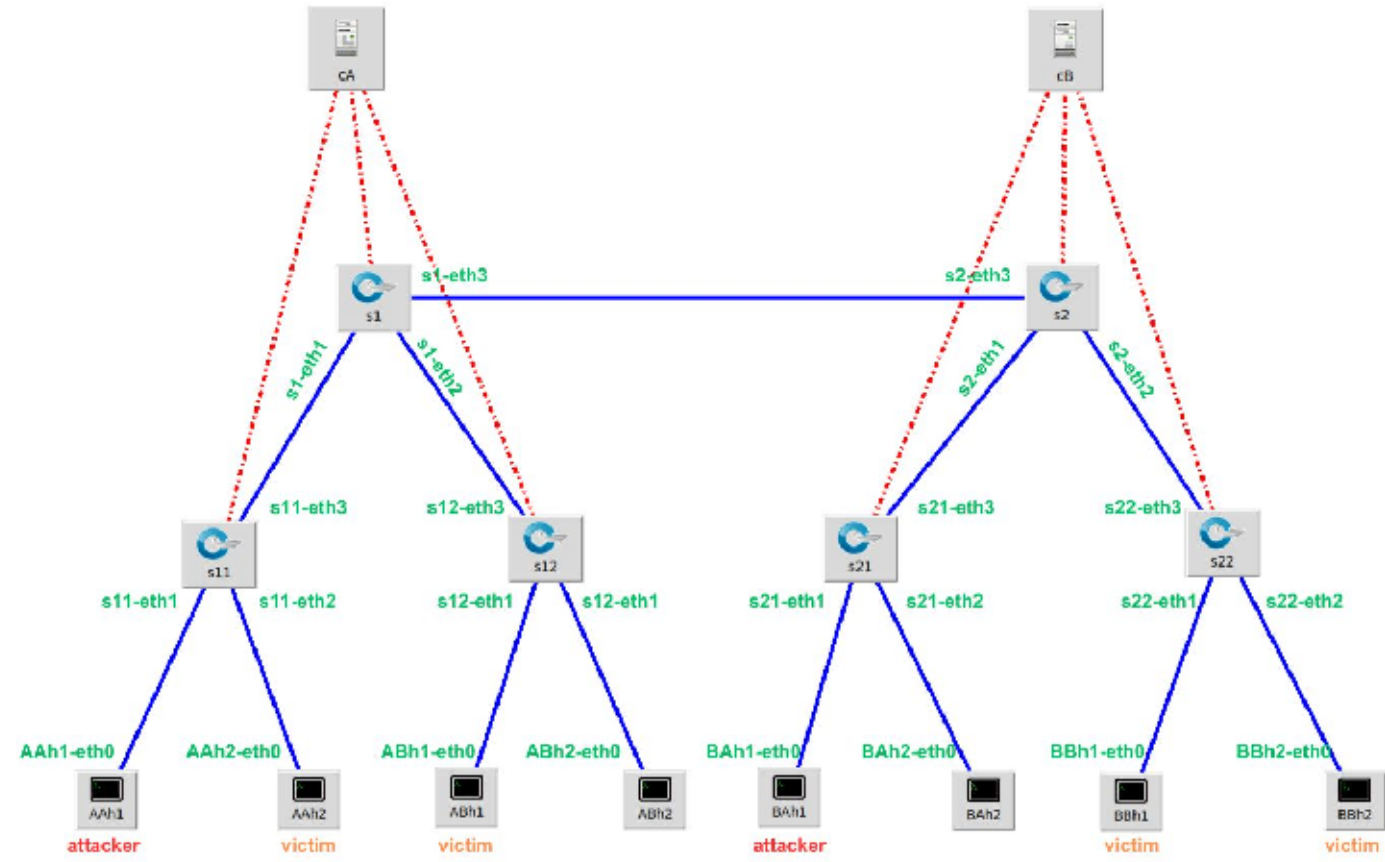 cA
cB
s1-eth3
s2-eth3
s1
s2
s1-eth1
s1-eth2
s2-eth1
s2-eth2
s11-eth3
s12-eth3
s21-eth3
s22-eth3
s11
s12
s21
s22
s11-eth1
s11-eth2
s12-eth1
s12-eth1
s21-eth1
s21-eth2
s22-eth1
s22-eth2
AAh1-eth0
AAh2-eth0
ABh1-eth0
ABh2-eth0
BAh1-eth0
BAh2-eth0
BBh1-eth0
BBh2-eth0
AAh1
AAh2
ABh1
ABh2
BAh1
BAh2
BBh1
BBh2
attacker
victim
victim
attacker
victim
victim